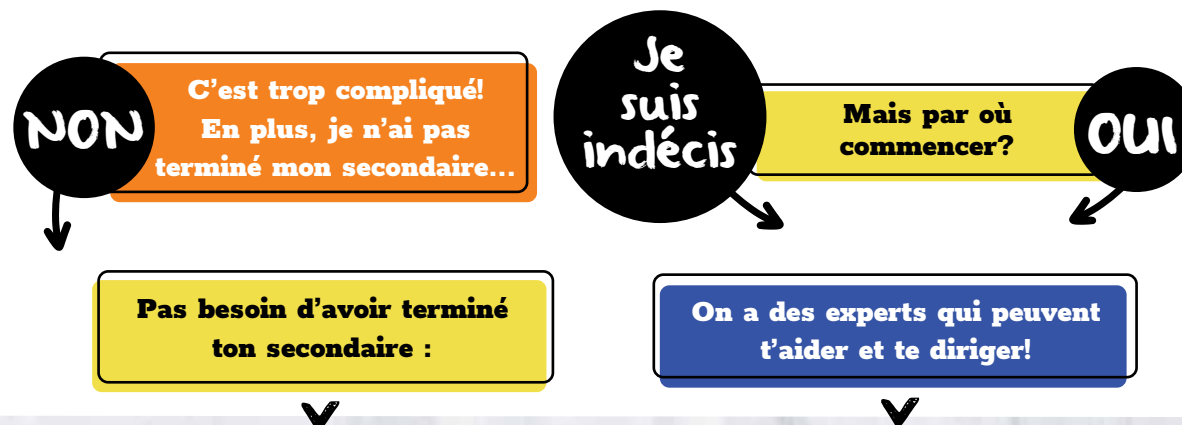 NON
C'est trop compliqué!
En plus, je n'ai pas
terminé mon secondaire...
Je
suis
indécis
Mais par où
commencer?
OUI
Pas besoin d'avoir terminé
ton secondaire :
On a des experts qui peuvent
t'aider et te diriger!